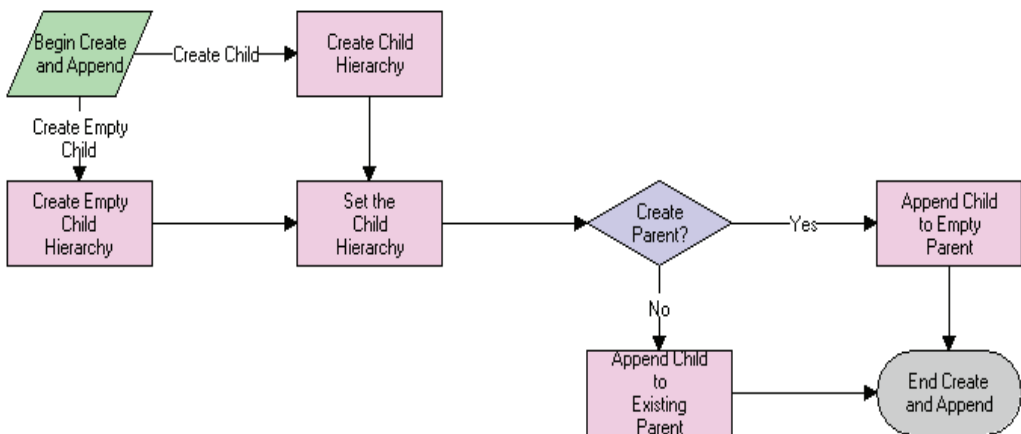 Begin Create
and Append
Create Child
Create Child
Hierarchy
Create Empty
Child
Create Empty
Child
Hierarchy
Set the
Child
Hierarchy
Create
Parent?
Yes
Append Child
to Empty
Parent
No
Append Child
to
Existing
Parent
End Create
and Append